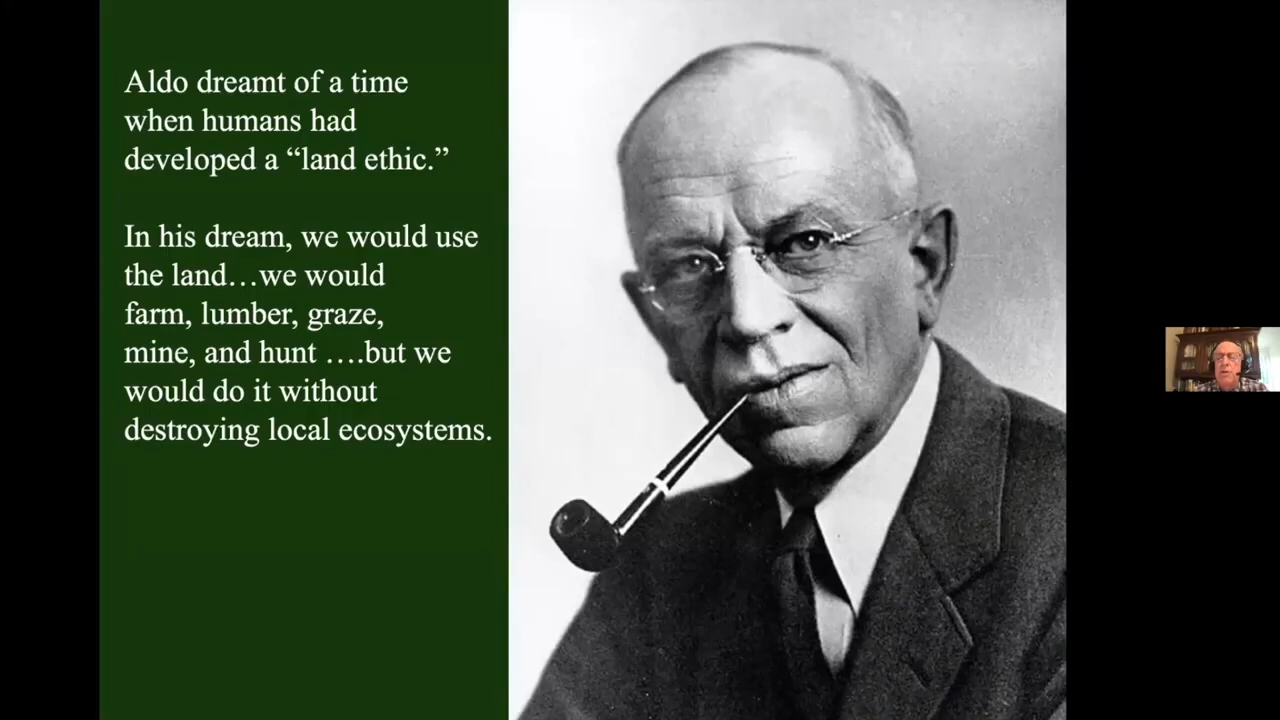 Aldo dreamt of a time
when humans had
developed a “land ethic.”
In his dream, we would use
the land…we would
farm, lumber, graze,
mine, and hunt ….but we
would do it without
destroying local ecosystems.